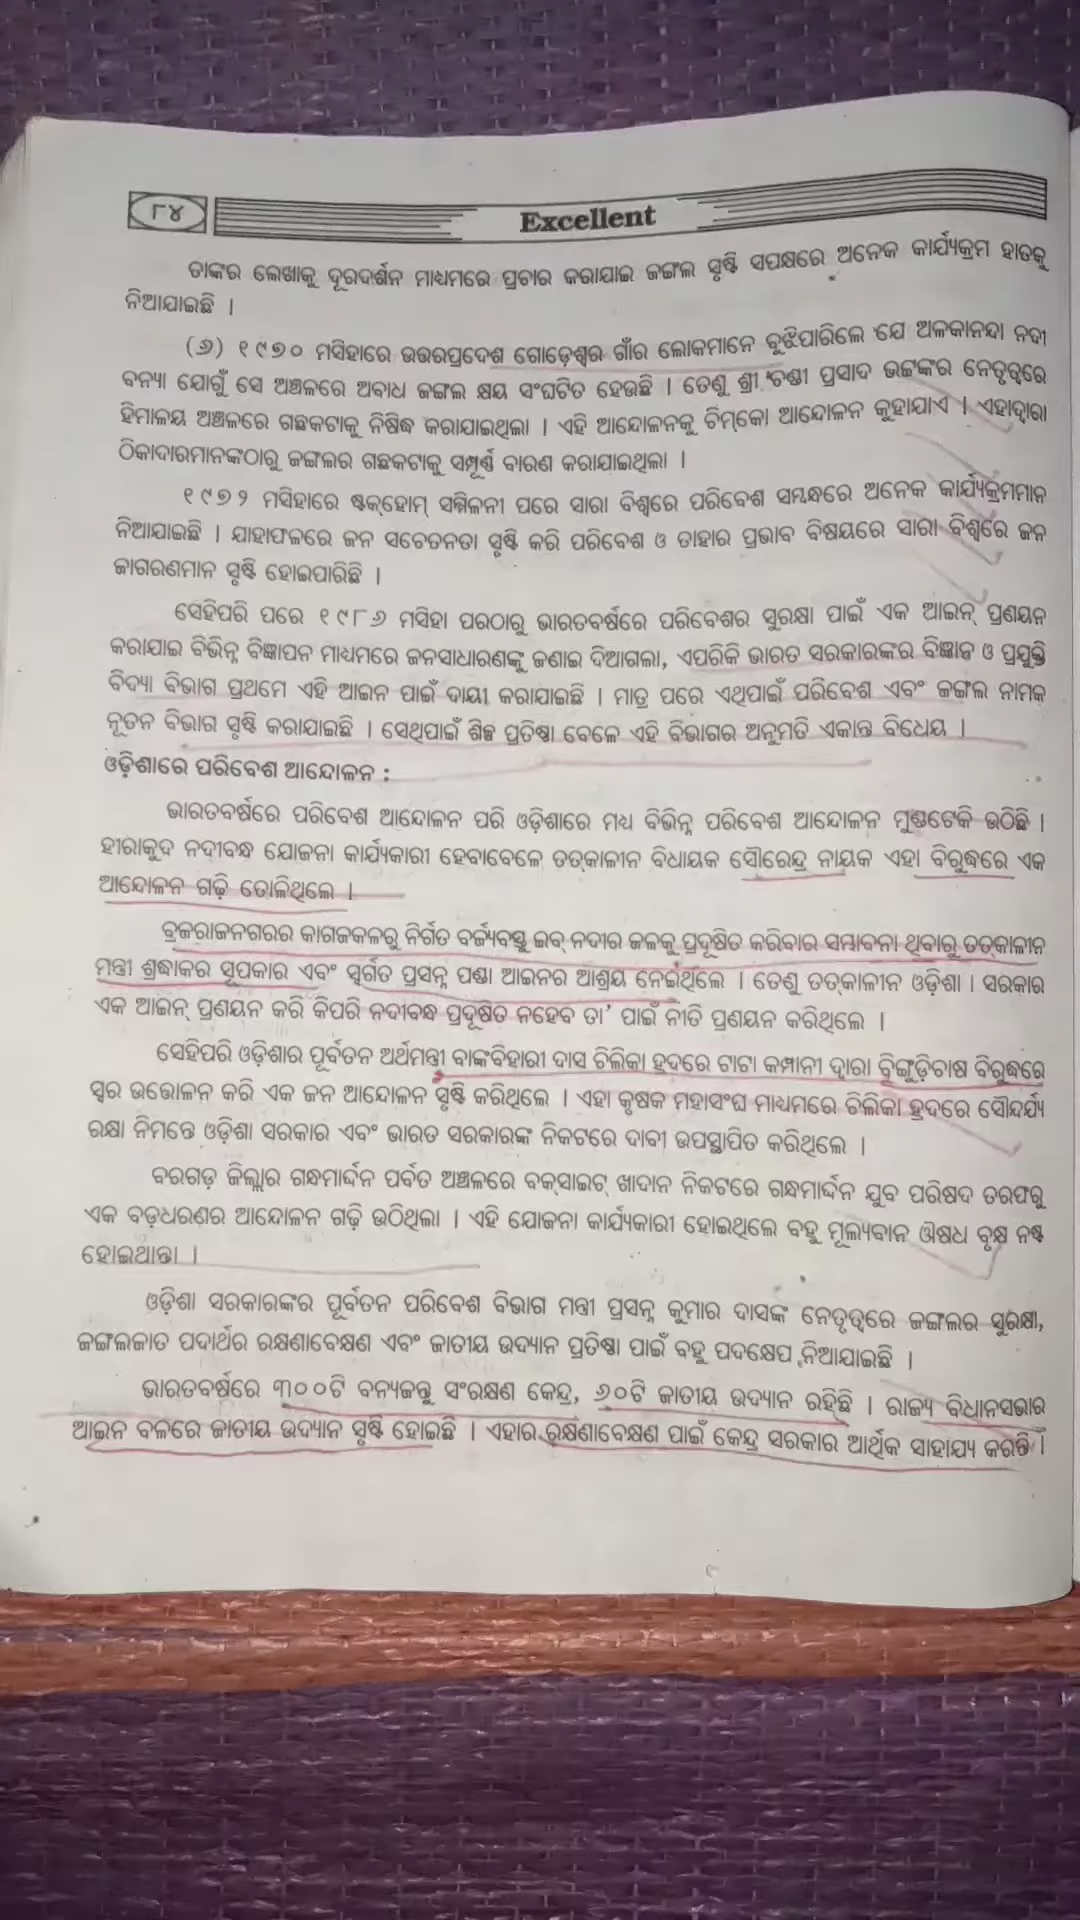 ୮୪
Excellent
ତାଙ୍କର ଲେଖାକୁ ଦୂରଦର୍ଶନ ମାଧ୍ୟମରେ ପ୍ରଚାର କରାଯାଇ ଜଙ୍ଗଲ ସୃଷ୍ଟି ସପକ୍ଷରେ ଅନେକ କାର୍ଯ୍ୟକ୍ରମ ହାତକୁ
ନିଆଯାଇଛି ।
(୬) ୧୯୭୦ ମସିହାରେ ଉତ୍ତରପ୍ରଦେଶ ଗୋଡ଼େଶ୍ୱର ଗାଁର ଲୋକମାନେ ବୁଝିପାରିଲେ ଯେ ଅଳକାନନ୍ଦା ନଦୀ
ବନ୍ୟା ଯୋଗୁଁ ସେ ଅଞ୍ଚଳରେ ଅବାଧ ଜଙ୍ଗଲ କ୍ଷୟ ସଂଘଟିତ ହେଉଛି । ତେଣୁ ଶ୍ରୀ ଚଣ୍ଡୀ ପ୍ରସାଦ ଭଟ୍ଟଙ୍କର ନେତୃତ୍ୱରେ
ହିମାଳୟ ଅଞ୍ଚଳରେ ଗଛକଟାକୁ ନିଷିଦ୍ଧ କରାଯାଇଥିଲା । ଏହି ଆନ୍ଦୋଳନକୁ ଚିମ୍‌କୋ ଆନ୍ଦୋଳନ କୁହାଯାଏ । ଏହାଦ୍ୱାରା
ଠିକାଦାରମାନଙ୍କଠାରୁ ଜଙ୍ଗଲର ଗଛକଟାକୁ ସମ୍ପୂର୍ଣ୍ଣ ବାରଣ କରାଯାଇଥିଲା ।
୧୯୭୨ ମସିହାରେ ଷ୍ଟକ୍‌ହୋମ୍ ସମ୍ମିଳନୀ ପରେ ସାରା ବିଶ୍ୱରେ ପରିବେଶ ସମ୍ବନ୍ଧରେ ଅନେକ କାର୍ଯ୍ୟକ୍ରମମାନ
ନିଆଯାଇଛି । ଯାହାଫଳରେ ଜନ ସଚେତନତା ସୃଷ୍ଟି କରି ପରିବେଶ ଓ ତାହାର ପ୍ରଭାବ ବିଷୟରେ ସାରା ବିଶ୍ୱରେ ଜନ
ଜାଗରଣମାନ ସୃଷ୍ଟି ହୋଇପାରିଛି ।
ସେହିପରି ପରେ ୧୯୮୬ ମସିହା ପରଠାରୁ ଭାରତବର୍ଷରେ ପରିବେଶର ସୁରକ୍ଷା ପାଇଁ ଏକ ଆଇନ୍ ପ୍ରଣୟନ
କରାଯାଇ ବିଭିନ୍ନ ବିଜ୍ଞାପନ ମାଧ୍ୟମରେ ଜନସାଧାରଣଙ୍କୁ ଜଣାଇ ଦିଆଗଲା, ଏପରିକି ଭାରତ ସରକାରଙ୍କର ବିଜ୍ଞାନ ଓ ପ୍ରଯୁକ୍ତି
ବିଦ୍ୟା ବିଭାଗ ପ୍ରଥମେ ଏହି ଆଇନ ପାଇଁ ଦାୟୀ କରାଯାଇଛି । ମାତ୍ର ପରେ ଏଥିପାଇଁ ପରିବେଶ ଏବଂ ଜଙ୍ଗଲ ନାମକ
ନୂତନ ବିଭାଗ ସୃଷ୍ଟି କରାଯାଇଛି । ସେଥିପାଇଁ ଶିଳ୍ପ ପ୍ରତିଷ୍ଠା ବେଳେ ଏହି ବିଭାଗର ଅନୁମତି ଏକାନ୍ତ ବିଧେୟ ।
ଓଡ଼ିଶାରେ ପରିବେଶ ଆନ୍ଦୋଳନ :
ଭାରତବର୍ଷରେ ପରିବେଶ ଆନ୍ଦୋଳନ ପରି ଓଡ଼ିଶାରେ ମଧ୍ୟ ବିଭିନ୍ନ ପରିବେଶ ଆନ୍ଦୋଳନ ମୁଣ୍ଡଟେକି ଉଠିଛି ।
ହୀରାକୁଦ ନଦୀବନ୍ଧ ଯୋଜନା କାର୍ଯ୍ୟକାରୀ ହେବାବେଳେ ତତ୍‌କାଳୀନ ବିଧାୟକ ସୌରେନ୍ଦ୍ର ନାୟକ ଏହା ବିରୁଦ୍ଧରେ ଏକ
ଆନ୍ଦୋଳନ ଗଢ଼ି ତୋଳିଥିଲେ ।
ବ୍ରଜରାଜନଗରର କାଗଜକଳରୁ ନିର୍ଗତ ବର୍ଜ୍ୟବସ୍ତୁ ଇବ୍ ନଦୀର ଜଳକୁ ପ୍ରଦୂଷିତ କରିବାର ସମ୍ଭାବନା ଥିବାରୁ ତତ୍‌କାଳୀନ
ମନ୍ତ୍ରୀ ଶ୍ରଦ୍ଧାକର ସୂପକାର ଏବଂ ସ୍ୱର୍ଗତ ପ୍ରସନ୍ନ ପଣ୍ଡା ଆଇନର ଆଶ୍ରୟ ନେଇଥିଲେ । ତେଣୁ ତତ୍‌କାଳୀନ ଓଡ଼ିଶା । ସରକାର
ଏକ ଆଇନ୍ ପ୍ରଣୟନ କରି କିପରି ନଦୀବନ୍ଧ ପ୍ରଦୂଷିତ ନହେବ ତା’ ପାଇଁ ନୀତି ପ୍ରଣୟନ କରିଥିଲେ ।
ସେହିପରି ଓଡ଼ିଶାର ପୂର୍ବତନ ଅର୍ଥମନ୍ତ୍ରୀ ବାଙ୍କବିହାରୀ ଦାସ ଚିଲିକା ହ୍ରଦରେ ଟାଟା କମ୍ପାନୀ ଦ୍ୱାରା ଚିଙ୍ଗୁଡ଼ିଚାଷ ବିରୁଦ୍ଧରେ
ସ୍ୱର ଉତ୍ତୋଳନ କରି ଏକ ଜନ ଆନ୍ଦୋଳନ ସୃଷ୍ଟି କରିଥିଲେ । ଏହା କୃଷକ ମହାସଂଘ ମାଧ୍ୟମରେ ଚିଲିକା ହ୍ରଦରେ ସୌନ୍ଦର୍ଯ୍ୟ
ରକ୍ଷା ନିମନ୍ତେ ଓଡ଼ିଶା ସରକାର ଏବଂ ଭାରତ ସରକାରଙ୍କ ନିକଟରେ ଦାବୀ ଉପସ୍ଥାପିତ କରିଥିଲେ ।
ବରଗଡ଼ ଜିଲ୍ଲାର ଗନ୍ଧମାର୍ଦ୍ଦନ ପର୍ବତ ଅଞ୍ଚଳରେ ବକ୍‌ସାଇଟ୍ ଖାଦାନ ନିକଟରେ ଗନ୍ଧମାର୍ଦ୍ଦନ ଯୁବ ପରିଷଦ ତରଫରୁ
ଏକ ବଡ଼ଧରଣର ଆନ୍ଦୋଳନ ଗଢ଼ି ଉଠିଥିଲା । ଏହି ଯୋଜନା କାର୍ଯ୍ୟକାରୀ ହୋଇଥିଲେ ବହୁ ମୂଲ୍ୟବାନ ଔଷଧ ବୃକ୍ଷ ନଷ୍ଟ
ହୋଇଥାନ୍ତା ।
ଓଡ଼ିଶା ସରକାରଙ୍କର ପୂର୍ବତନ ପରିବେଶ ବିଭାଗ ମନ୍ତ୍ରୀ ପ୍ରସନ୍ନ କୁମାର ଦାସଙ୍କ ନେତୃତ୍ୱରେ ଜଙ୍ଗଲର ସୁରକ୍ଷା,
ଜଙ୍ଗଲଜାତ ପଦାର୍ଥର ରକ୍ଷଣାବେକ୍ଷଣ ଏବଂ ଜାତୀୟ ଉଦ୍ୟାନ ପ୍ରତିଷ୍ଠା ପାଇଁ ବହୁ ପଦକ୍ଷେପ ନିଆଯାଇଛି ।
ଭାରତବର୍ଷରେ ୩୦୦ଟି ବନ୍ୟଜନ୍ତୁ ସଂରକ୍ଷଣ କେନ୍ଦ୍ର, ୬୦ଟି ଜାତୀୟ ଉଦ୍ୟାନ ରହିଛି । ରାଜ୍ୟ ବିଧାନସଭାର
ଆଇନ ବଳରେ ଜାତୀୟ ଉଦ୍ୟାନ ସୃଷ୍ଟି ହୋଇଛି । ଏହାର ରକ୍ଷଣାବେକ୍ଷଣ ପାଇଁ କେନ୍ଦ୍ର ସରକାର ଆର୍ଥିକ ସାହାଯ୍ୟ କରନ୍ତି ।